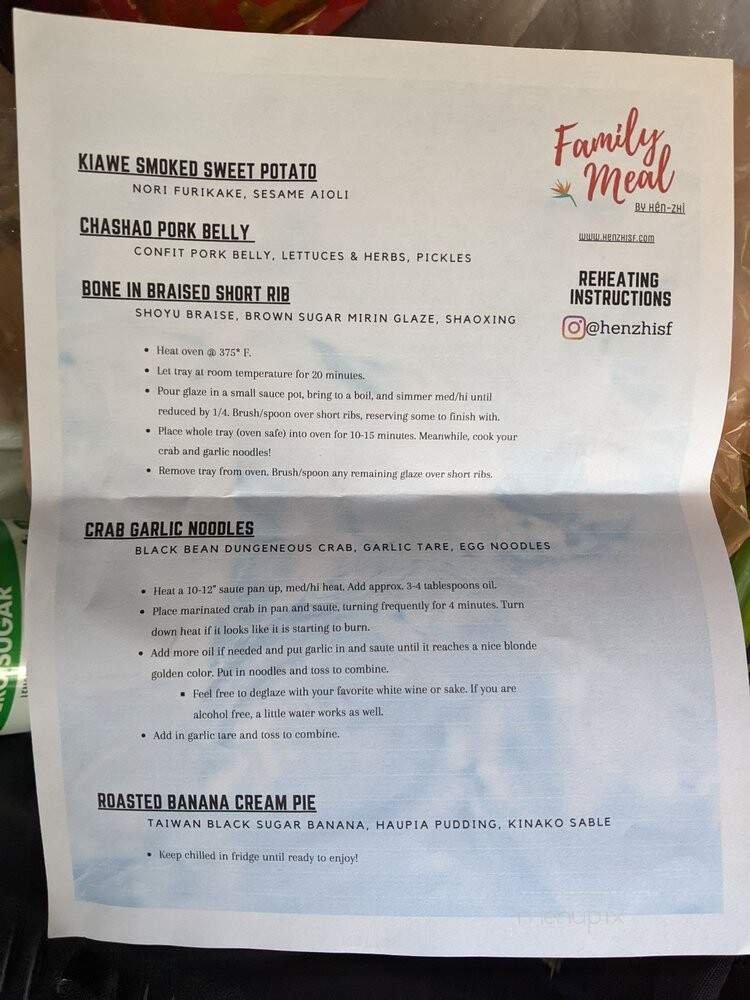 Family
Meal
BY HÉN-ZHÌ
www.henzhisf.com
REHEATING
INSTRUCTIONS
@henzhisf
KIAWE SMOKED SWEET POTATO
NORI FURIKAKE, SESAME AIOLI
CHASHAO PORK BELLY
CONFIT PORK BELLY, LETTUCES & HERBS, PICKLES
BONE IN BRAISED SHORT RIB
SHOYU BRAISE, BROWN SUGAR MIRIN GLAZE, SHAOXING
• Heat oven @ 375* F.
• Let tray at room temperature for 20 minutes.
• Pour glaze in a small sauce pot, bring to a boil, and simmer med/hi until
reduced by 1/4. Brush/spoon over short ribs, reserving some to finish with.
• Place whole tray (oven safe) into oven for 10-15 minutes. Meanwhile, cook your
crab and garlic noodles!
• Remove tray from oven. Brush/spoon any remaining glaze over short ribs.
CRAB GARLIC NOODLES
BLACK BEAN DUNGENEOUS CRAB, GARLIC TARE, EGG NOODLES
• Heat a 10-12" saute pan up, med/hi heat. Add approx. 3-4 tablespoons oil.
• Place marinated crab in pan and saute, turning frequently for 4 minutes. Turn
down heat if it looks like it is starting to burn.
• Add more oil if needed and put garlic in and saute until it reaches a nice blonde
golden color. Put in noodles and toss to combine.
▪ Feel free to deglaze with your favorite white wine or sake. If you are
alcohol free, a little water works as well.
• Add in garlic tare and toss to combine.
ROASTED BANANA CREAM PIE
TAIWAN BLACK SUGAR BANANA, HAUPIA PUDDING, KINAKO SABLE
• Keep chilled in fridge until ready to enjoy!
SUGAR
menupix